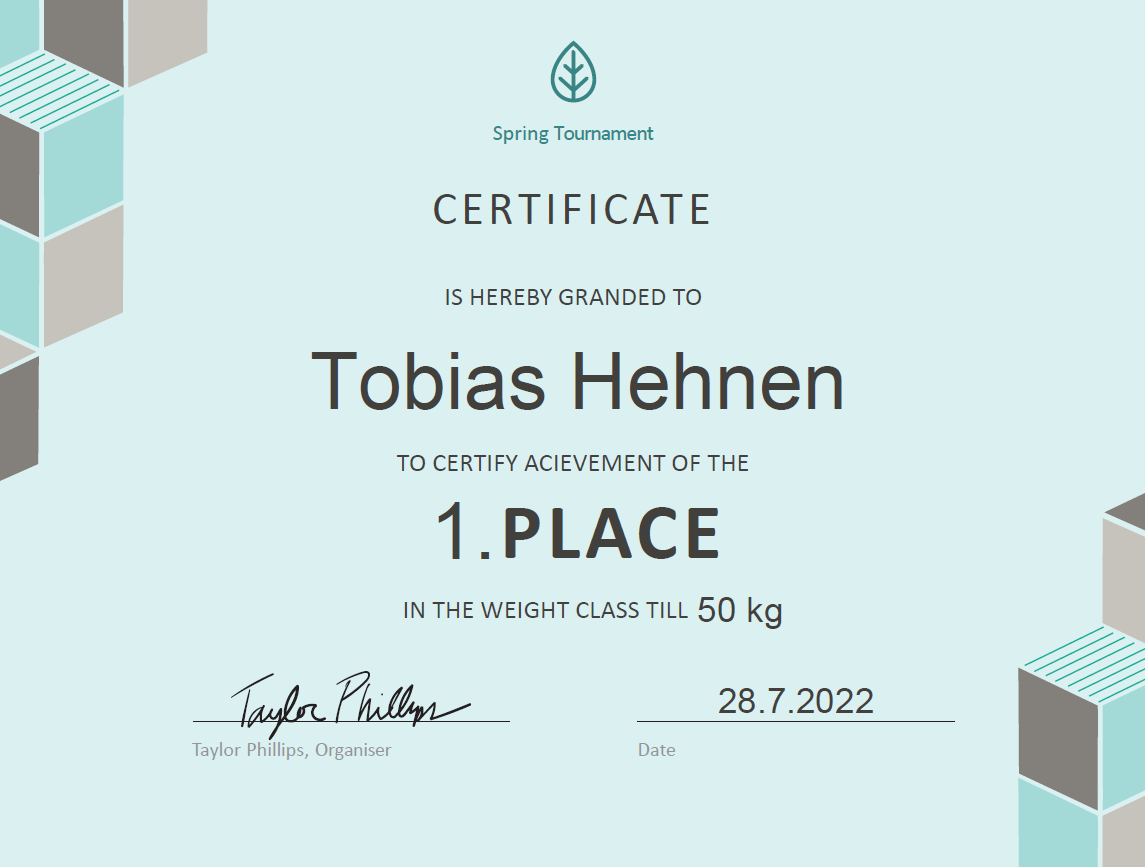 Spring Tournament
CERTIFICATE
IS HEREBY GRANDED TO
Tobias Hehnen
TO CERTIFY ACIEVEMENT OF THE
1.PLACE
IN THE WEIGHT CLASS TILL 50 kg
Taylor Phillips 28.7.2022
Taylor Phillips, Organiser Date